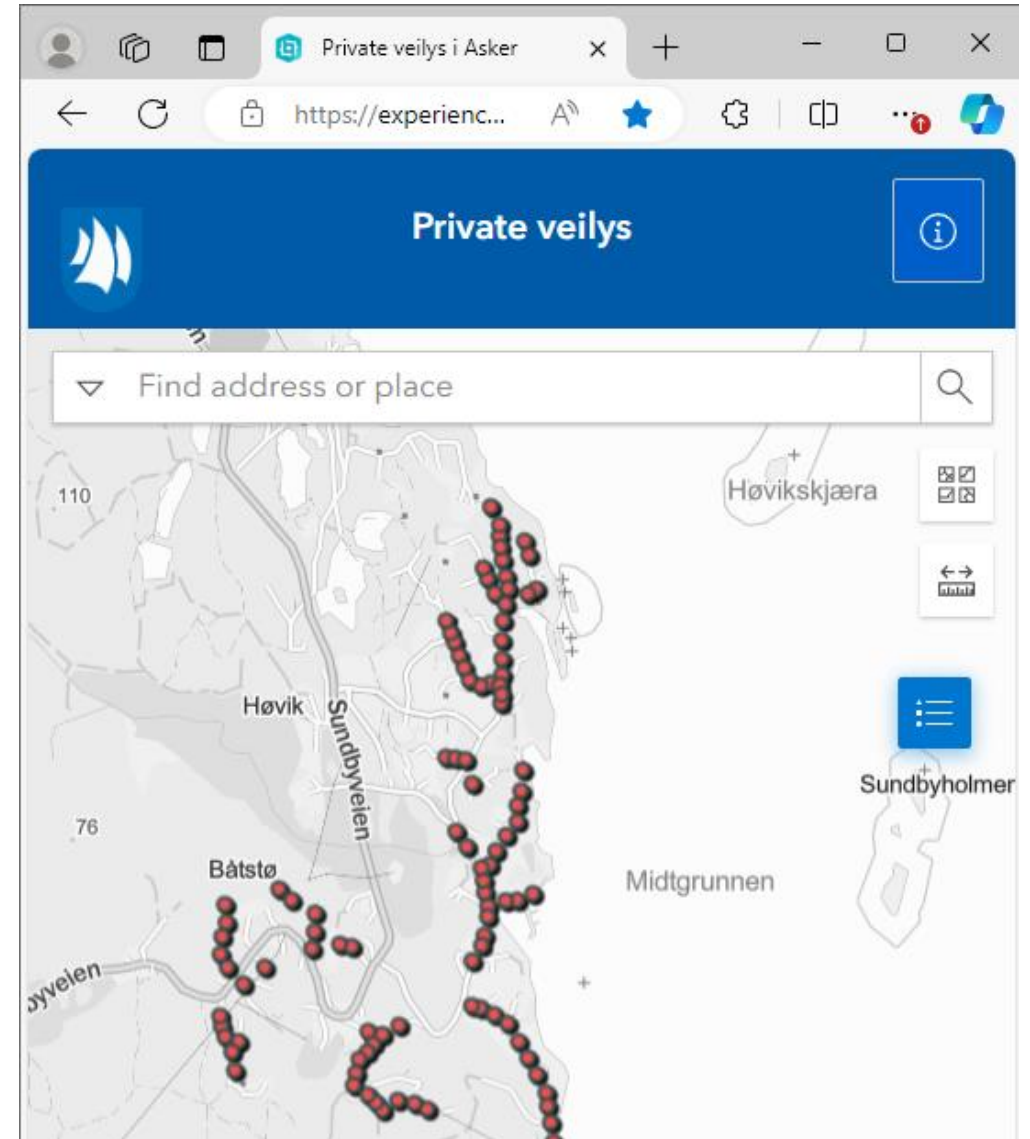 Private veilys i Asker
https://experienc...
Private veilys
Find address or place
110
Høvikskjæra
Høvik
Sundbyveien
Sundbyholmer
76
Båtstø
Midtgrunnen
byveien